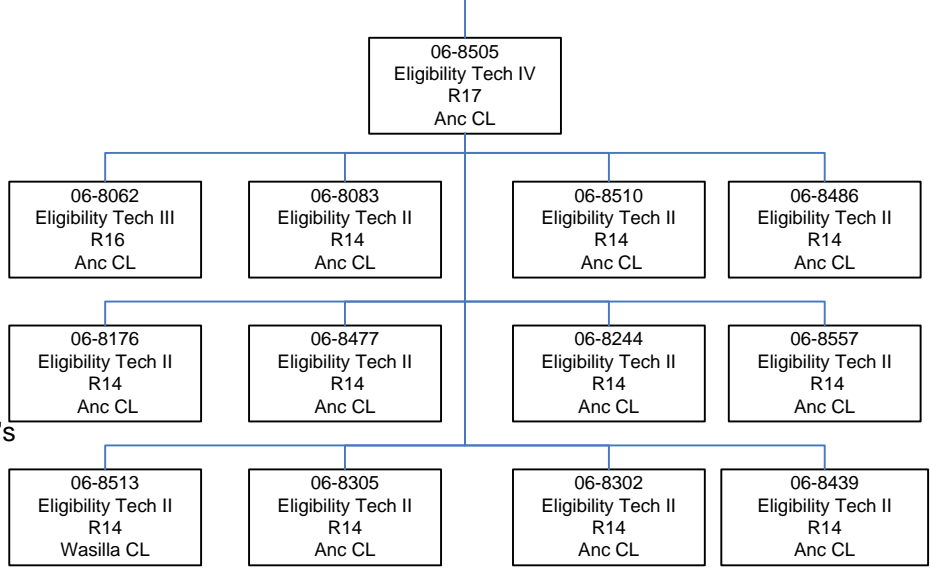 06-8505
Eligibility Tech IV
R17
Anc CL
06-8062
Eligibility Tech III
R16
Anc CL
06-8083
Eligibility Tech II
R14
Anc CL
06-8510
Eligibility Tech II
R14
Anc CL
06-8486
Eligibility Tech II
R14
Anc CL
06-8176
Eligibility Tech II
R14
Anc CL
06-8477
Eligibility Tech II
R14
Anc CL
06-8244
Eligibility Tech II
R14
Anc CL
06-8557
Eligibility Tech II
R14
Anc CL
's
06-8513
Eligibility Tech II
R14
Wasilla CL
06-8305
Eligibility Tech II
R14
Anc CL
06-8302
Eligibility Tech II
R14
Anc CL
06-8439
Eligibility Tech II
R14
Anc CL